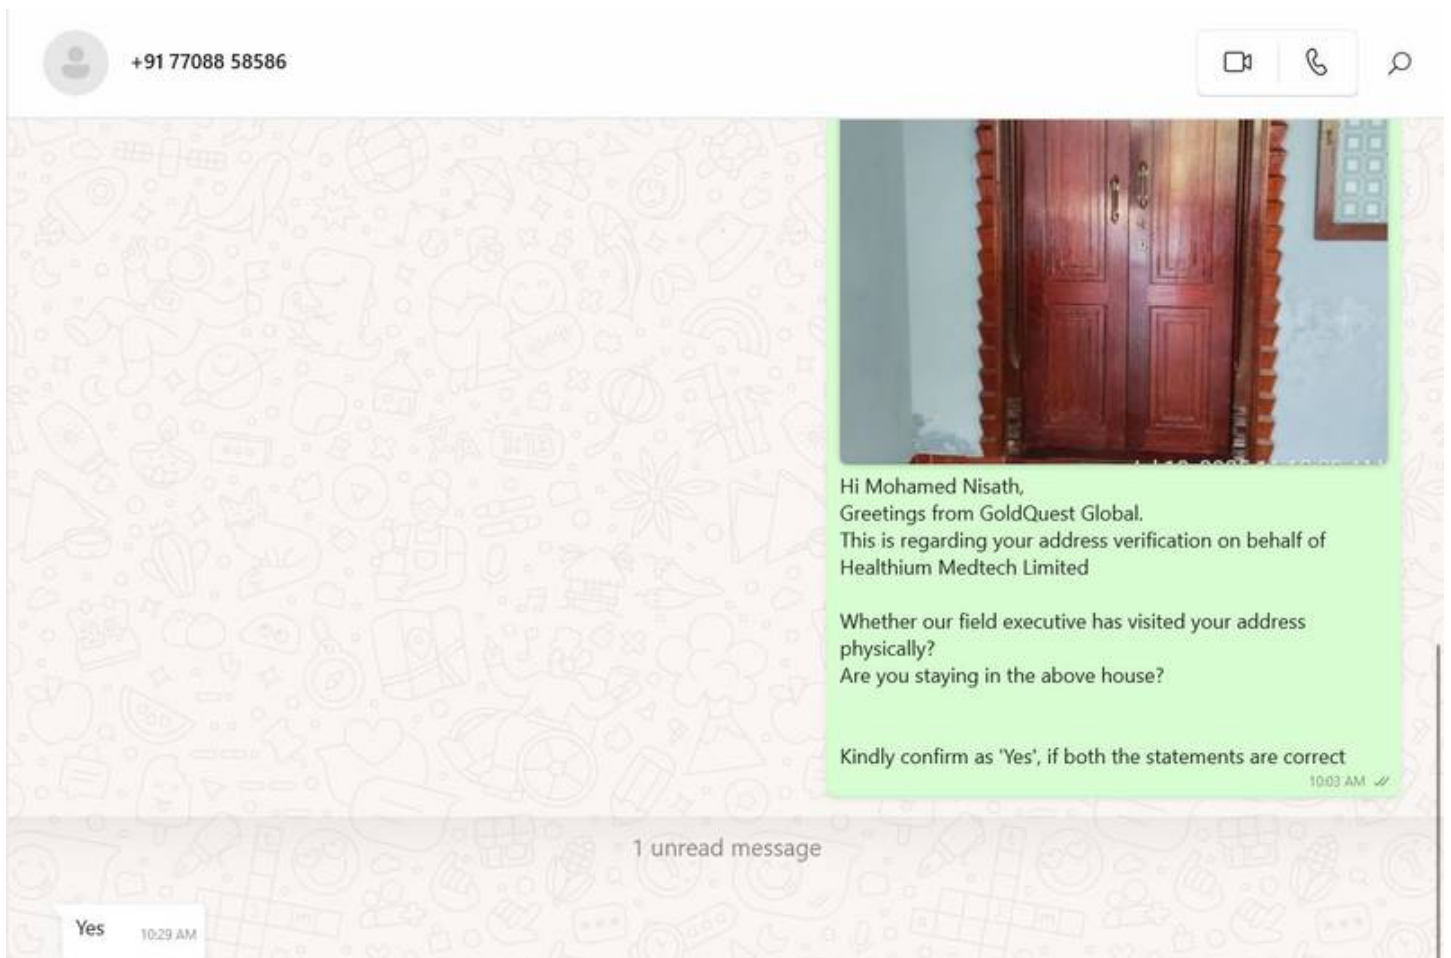 +91 77088 58586
Hi Mohamed Nisath,
Greetings from GoldQuest Global.
This is regarding your address verification on behalf of
Healthium Medtech Limited
Whether our field executive has visited your address
physically?
Are you staying in the above house?
Kindly confirm as 'Yes', if both the statements are correct
10:03 AM
1 unread message
Yes
10:29 AM